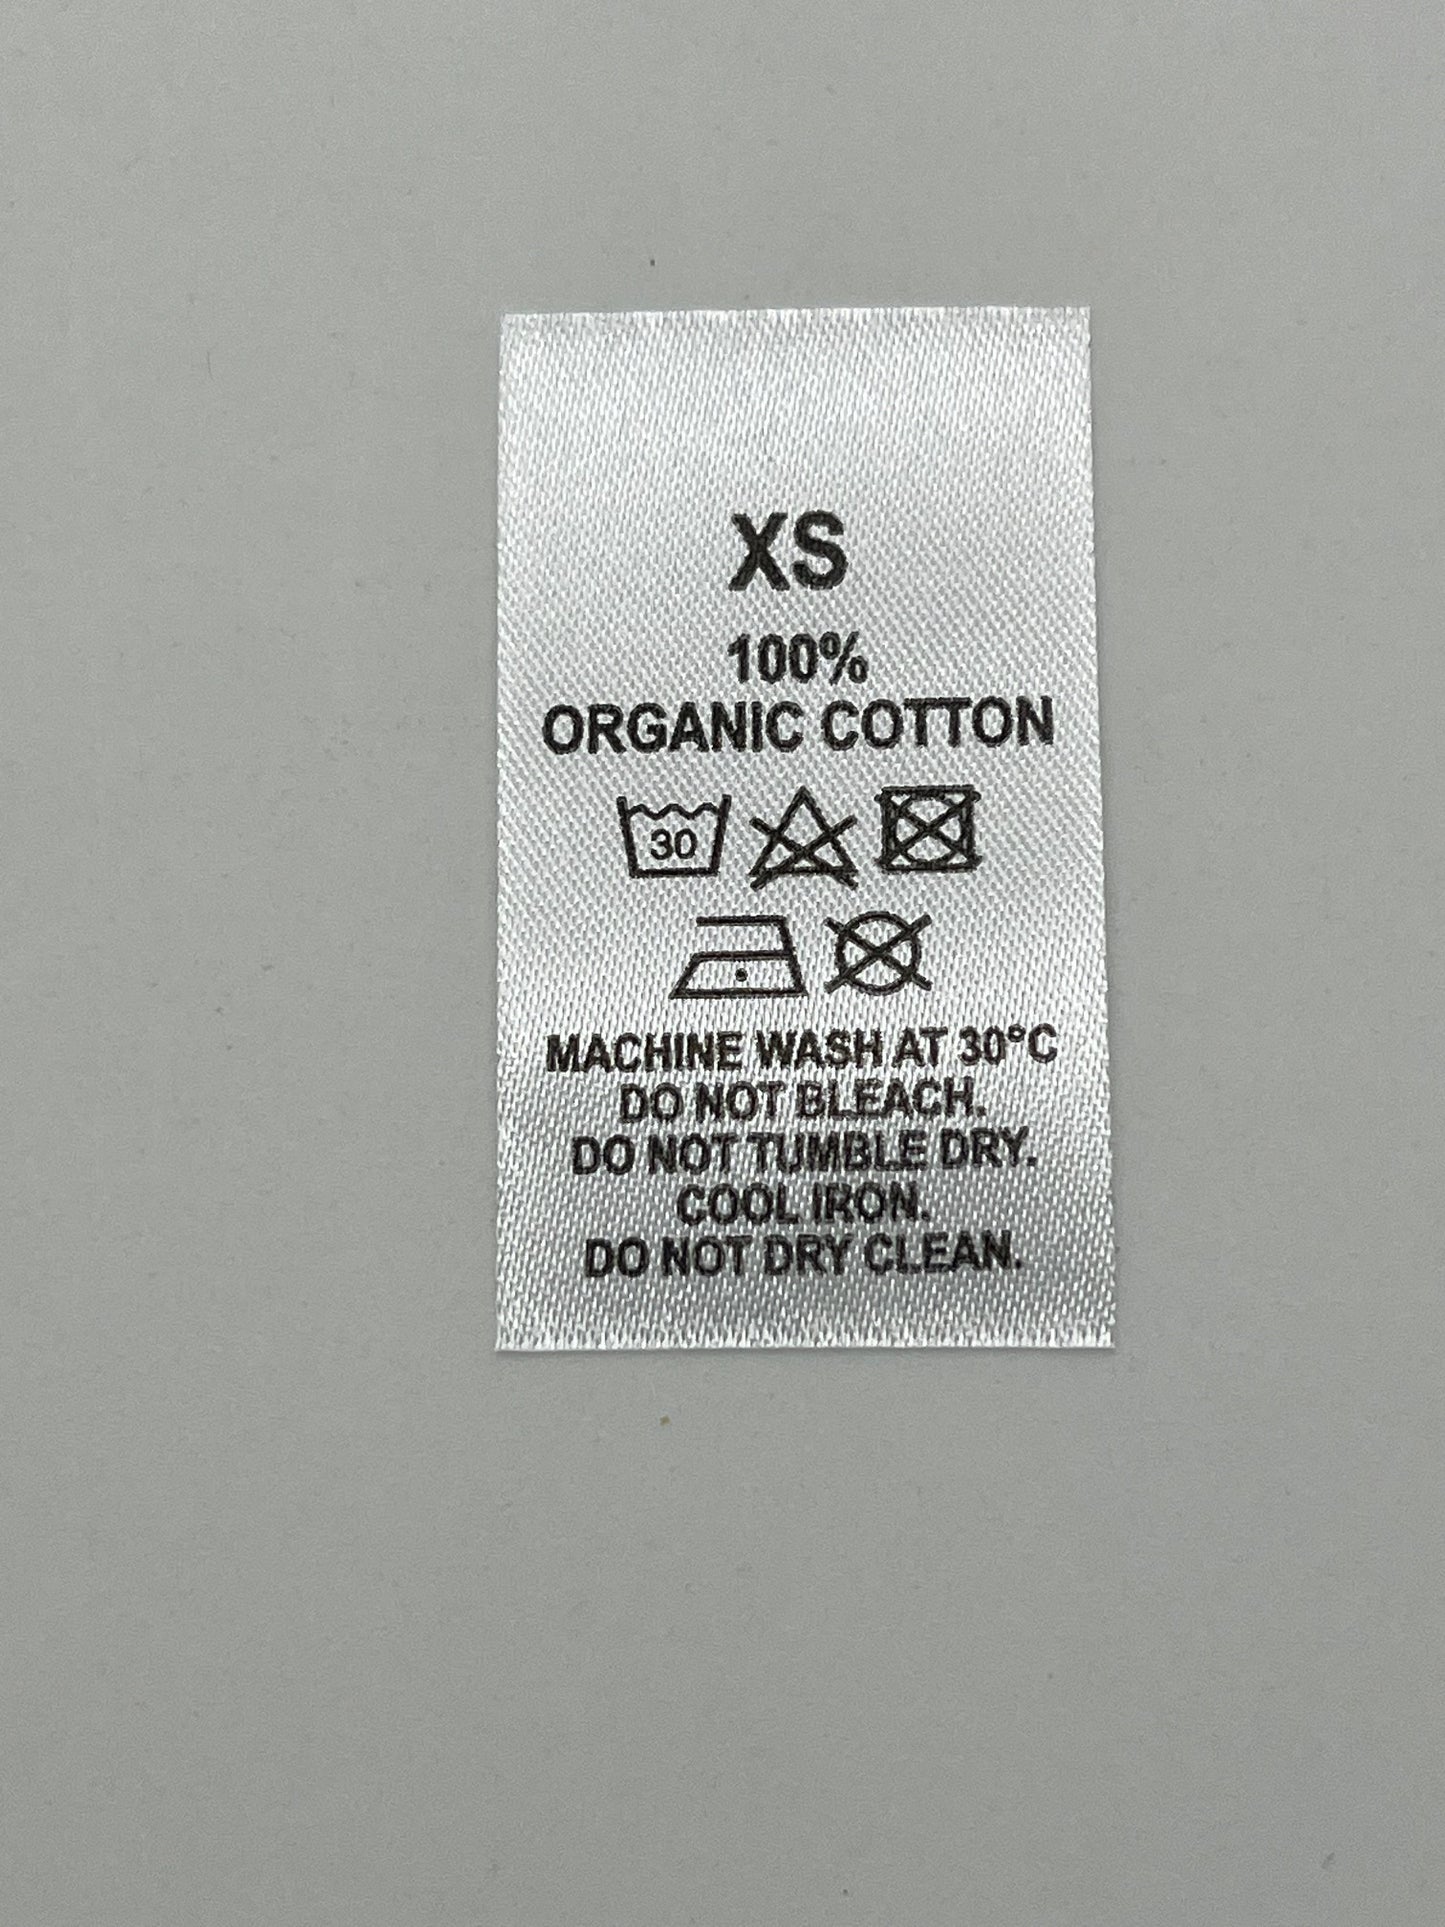 XS
100%
ORGANIC COTTON
30
MACHINE WASH AT 30°C
DO NOT BLEACH.
DO NOT TUMBLE DRY.
COOL IRON.
DO NOT DRY CLEAN.